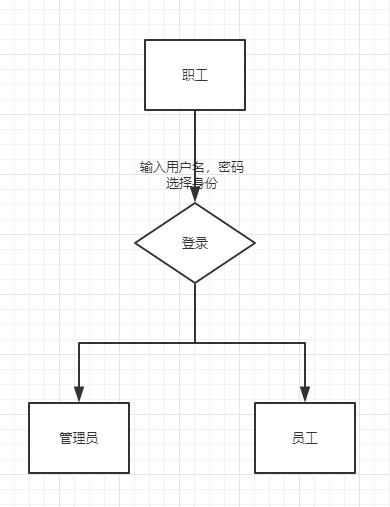 职工
输入用户名，密码
选择身份
登录
管理员
员工